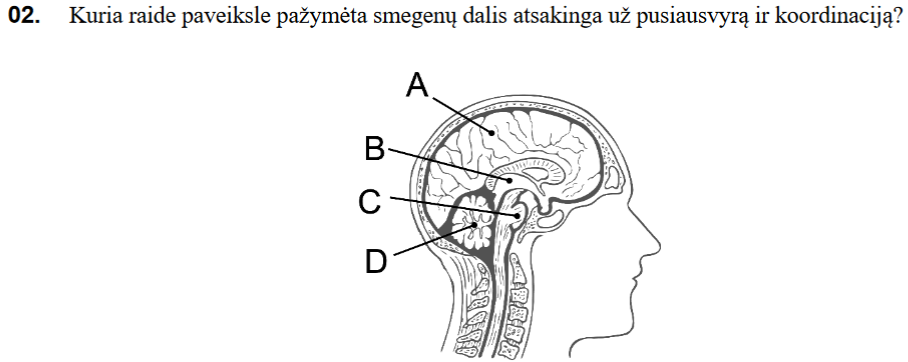 02. Kuria raide paveiksle pažymėta smegenų dalis atsakinga už pusiausvyrą ir koordinaciją?
A
B
C
D